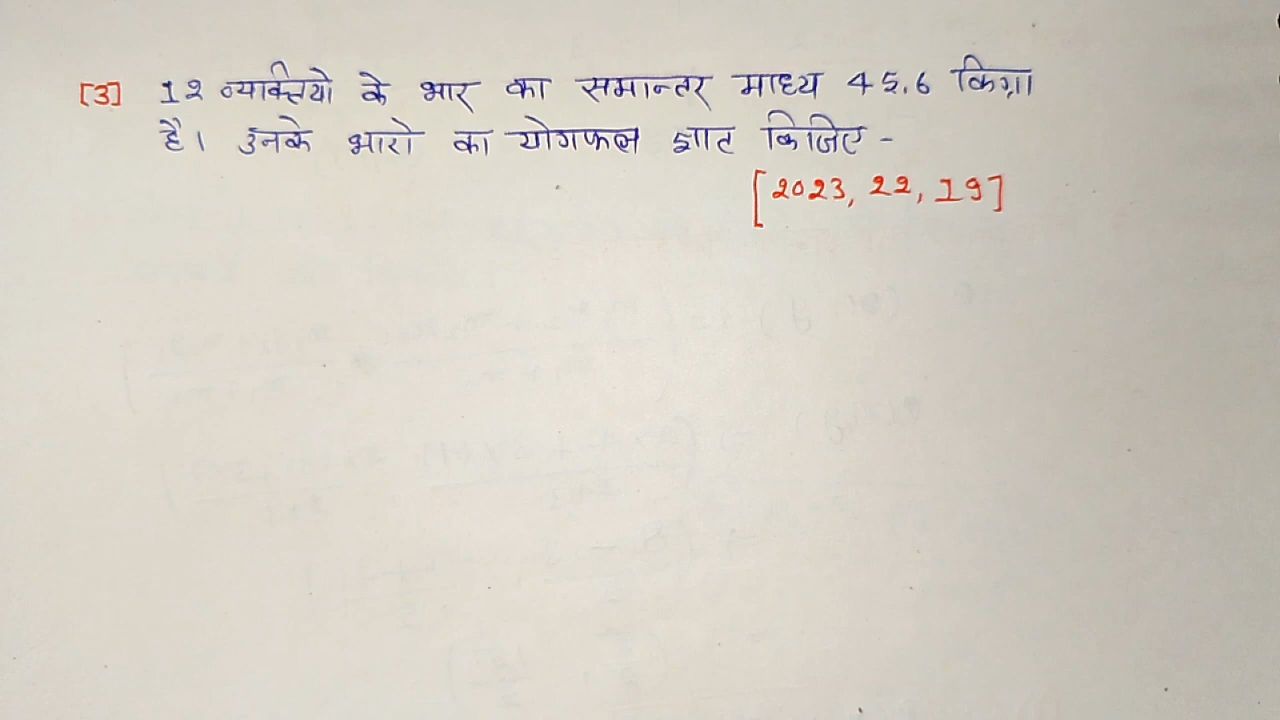 [3] 12 व्यक्तियो के भार का समान्तर माध्य 45.6 किग्रा
है। उनके भारो का योगफल ज्ञात किजिए -
[2023, 22, 19]